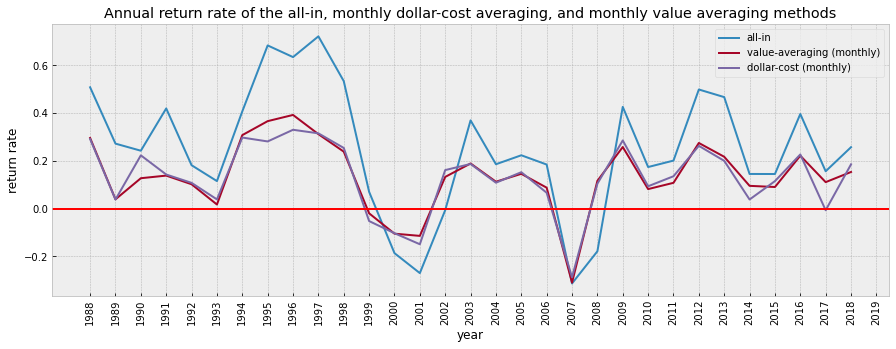 Annual return rate of the all-in, monthly dollar-cost averaging, and monthly value averaging methods
all-in
value-averaging (monthly)
dollar-cost (monthly)
return rate
0.6
0.4
0.2
0.0
−0.2
1988 1989 1990 1991 1992 1993 1994 1995 1996 1997 1998 1999 2000 2001 2002 2003 2004 2005 2006 2007 2008 2009 2010 2011 2012 2013 2014 2015 2016 2017 2018 2019
year